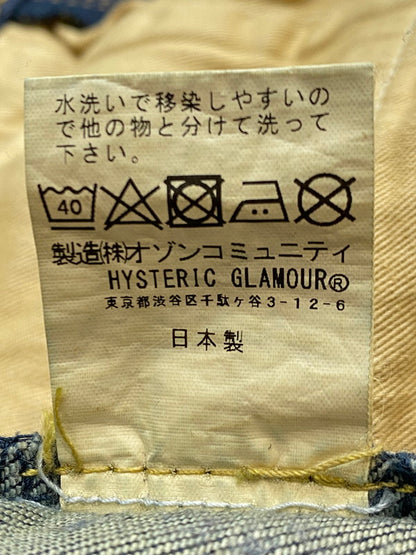 水洗いで移染しやすいの
で他の物と分けて洗って
下さい。
40
製造(株)オゾンコミュニティ
HYSTERIC GLAMOUR®
東京都渋谷区千駄ヶ谷3-12-6
日本製